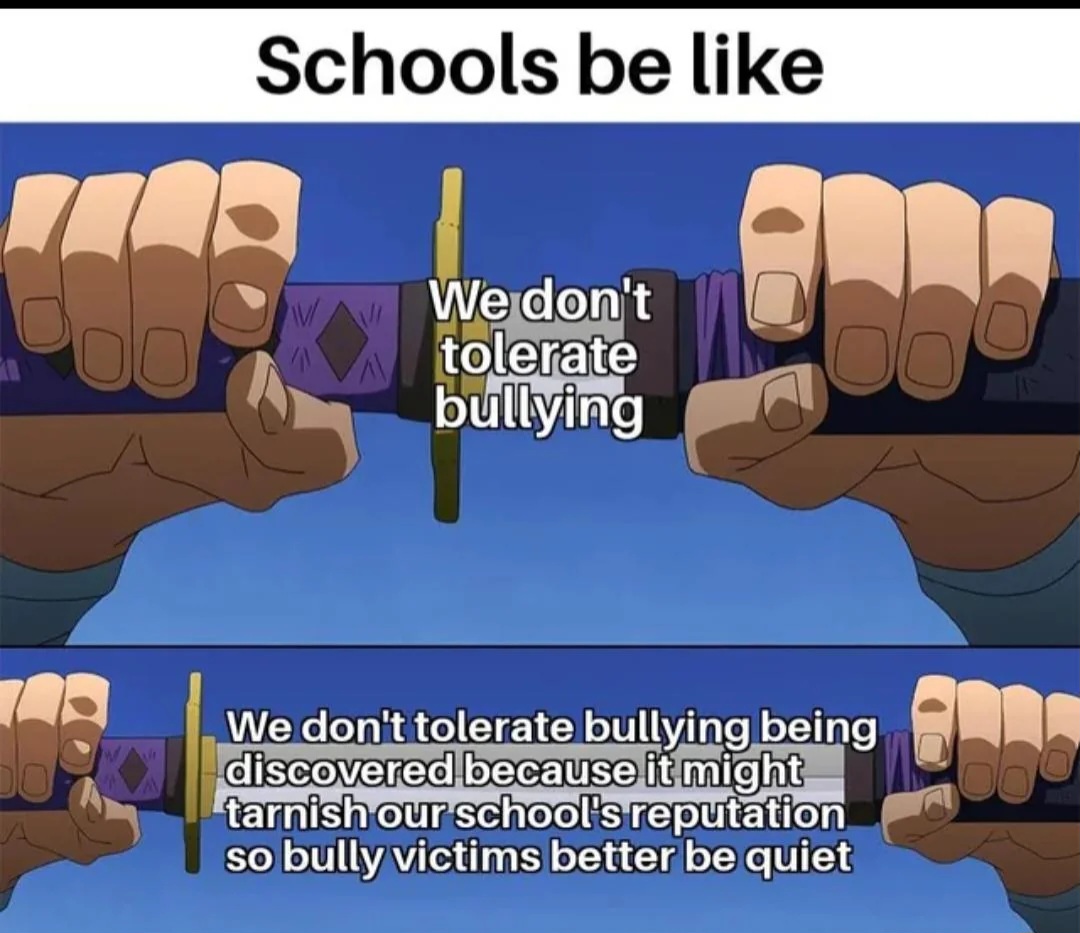 Schools be like
We don't
tolerate
bullying
We don't tolerate bullying being
discovered because it might
tarnish our school's reputation
so bully victims better be quiet